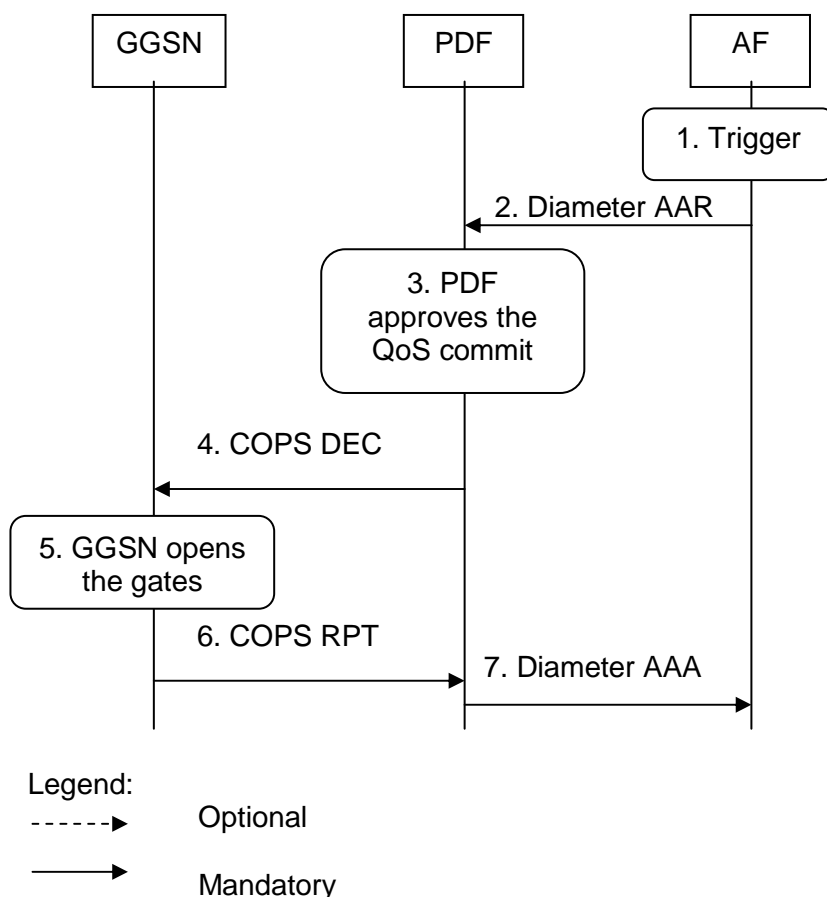 GGSN
PDF
AF
1. Trigger
2. Diameter AAR
3. PDF
approves the
QoS commit
4. COPS DEC
5. GGSN opens
the gates
6. COPS RPT
7. Diameter AAA
Legend:
Optional
Mandatory